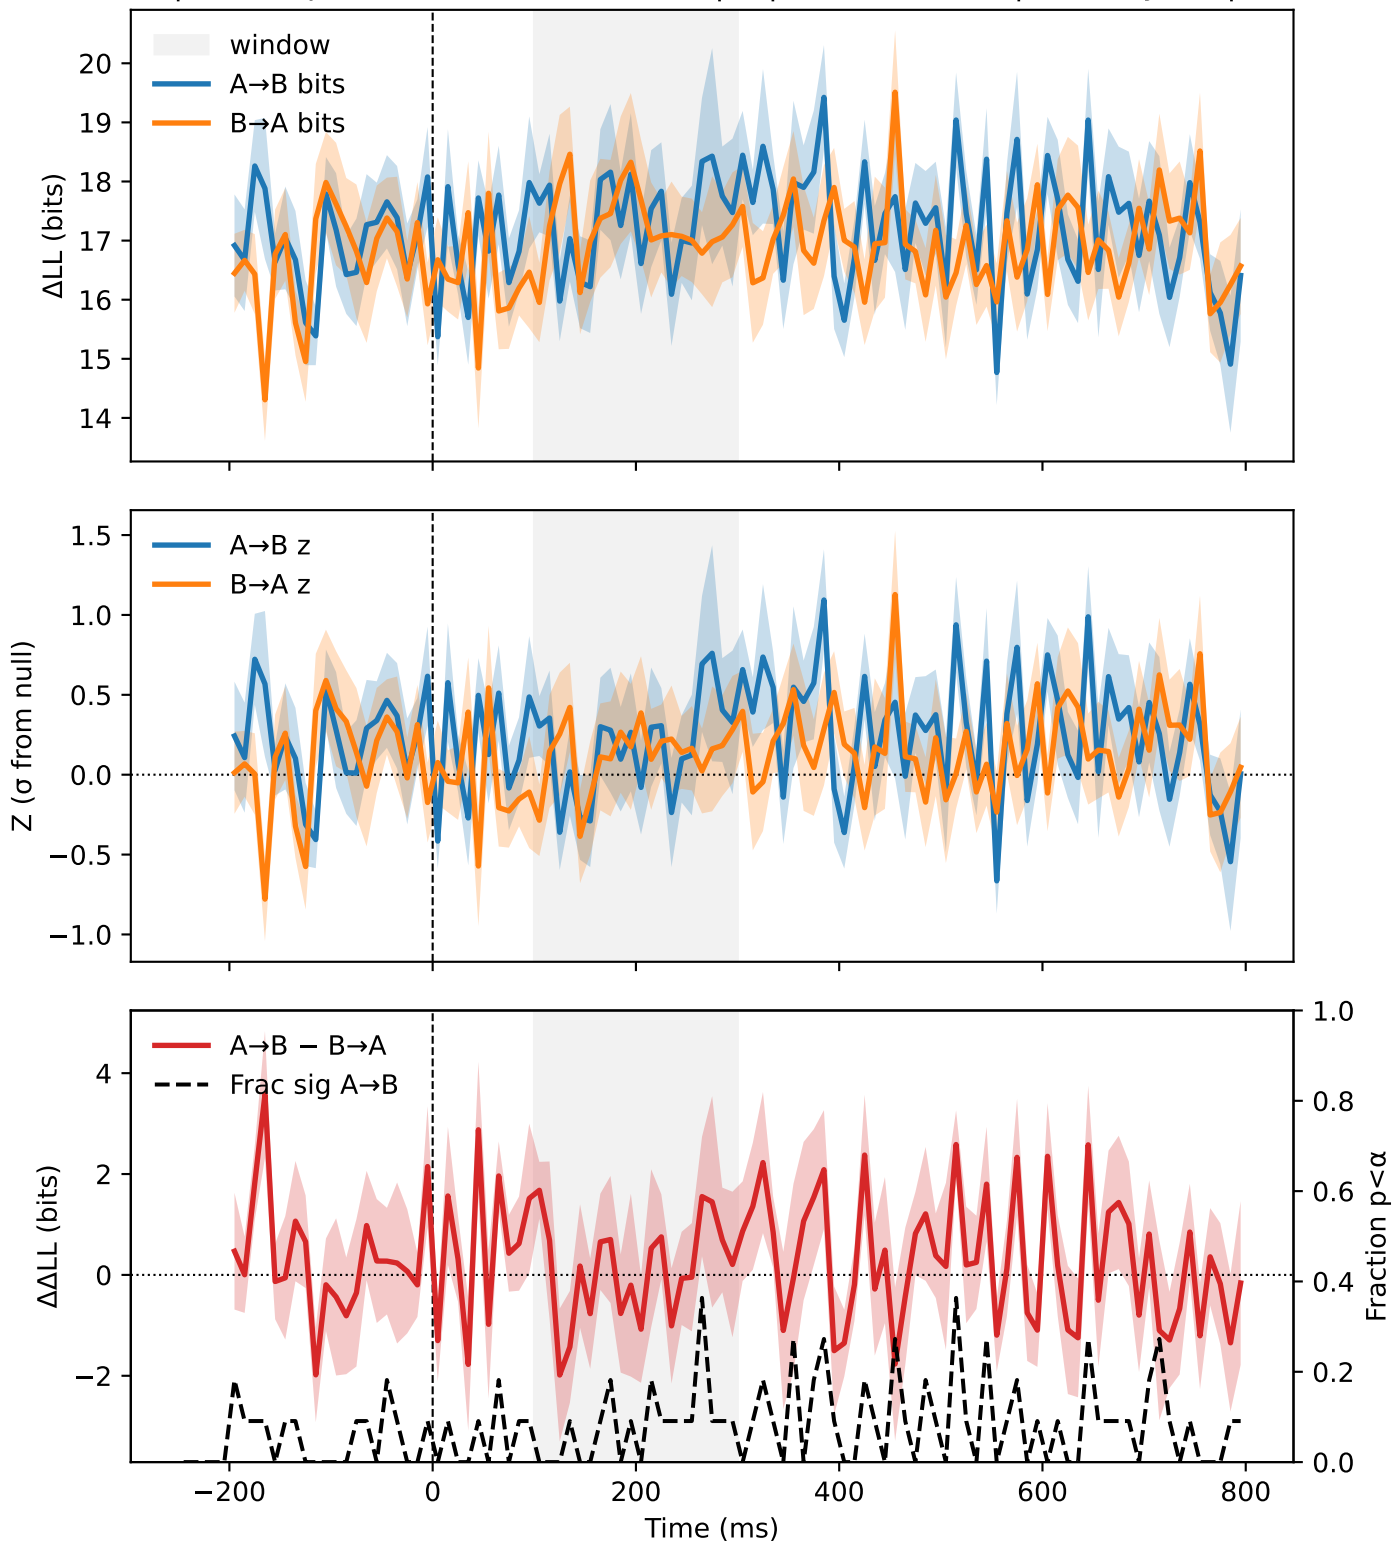 window
A→B bits
B→A bits
ΔLL (bits)
20
19
18
17
16
15
14
A→B z
B→A z
Z (σ from null)
1.5
1.0
0.5
0.0
−0.5
−1.0
A→B − B→A
Frac sig A→B
ΔΔLL (bits)
4
2
0
−2
1.0
0.8
0.6
0.4
0.2
0.0
Fraction p<α
−200
0
200
400
600
800
Time (ms)